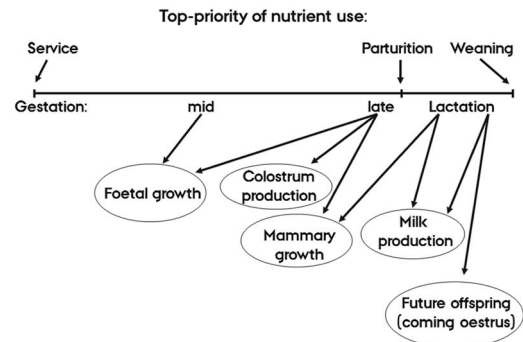 Top-priority of nutrient use:
Service Parturition Weaning
Gestation: mid late Lactation
Foetal growth
Colostrum
production
Mammary
growth
Milk
production
Future offspring
(coming oestrus)